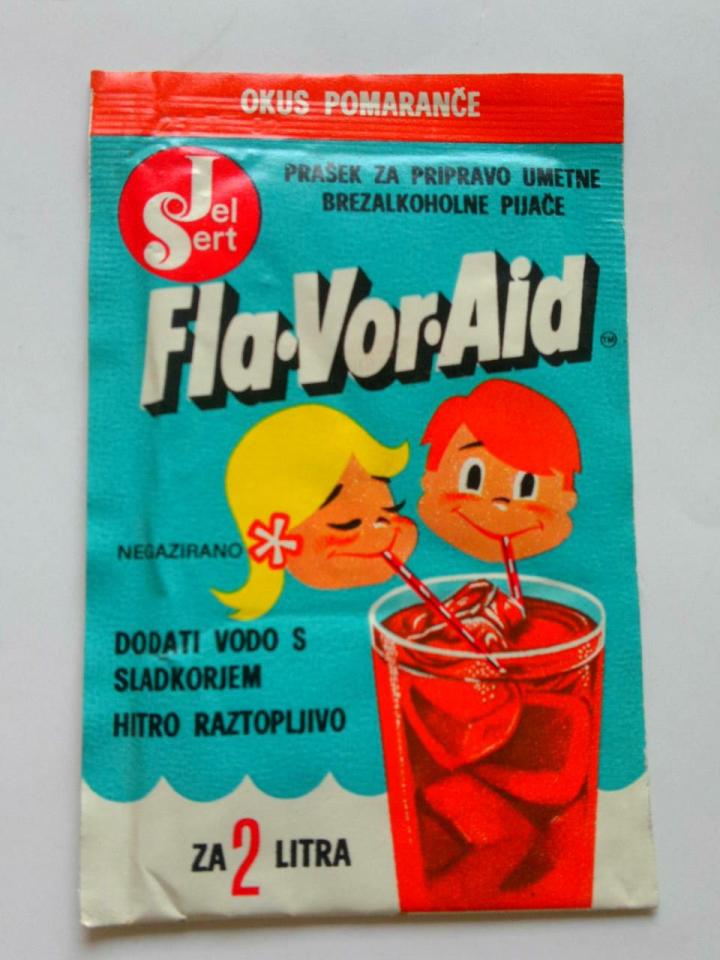 OKUS POMARANČE
Jel
Sert
PRAŠEK ZA PRIPRAVO UMETNE
BREZALKOHOLNE PIJAČE
Fla·Vor·Aid
TM
NEGAZIRANO
DODATI VODO S
SLADKORJEM
HITRO RAZTOPLJIVO
ZA 2 LITRA